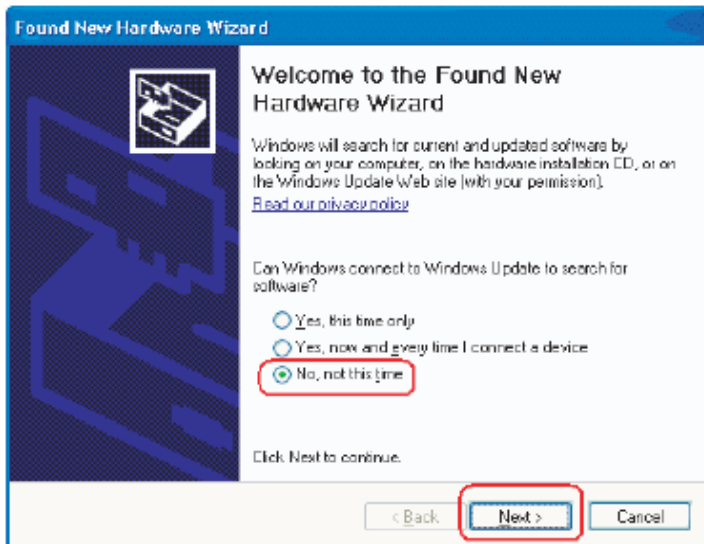 Found New Hardware Wizard
Welcome to the Found New
Hardware Wizard
Windows will search for current and updated software by
looking on your computer, on the hardware installation CD, or on
the Windows Update Web site (with your permission).
Read our privacy policy
Can Windows connect to Windows Update to search for
software?
Yes, this time only
Yes, now and every time I connect a device
No, not this time
Click Next to continue.
< Back
Next >
Cancel